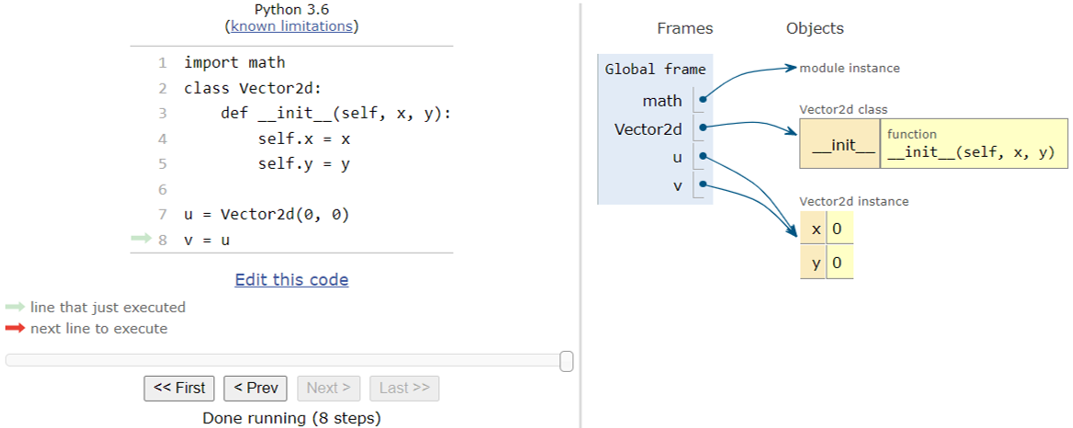 Python 3.6
(known limitations)
1 import math
2 class Vector2d:
3     def __init__(self, x, y):
4         self.x = x
5         self.y = y
6
7 u = Vector2d(0, 0)
8 v = u
Edit this code
line that just executed
next line to execute
<< First < Prev Next > Last >>
Done running (8 steps)
Frames Objects
Global frame
math
Vector2d
u
v
module instance
Vector2d class
__init__
function
__init__(self, x, y)
Vector2d instance
x 0
y 0